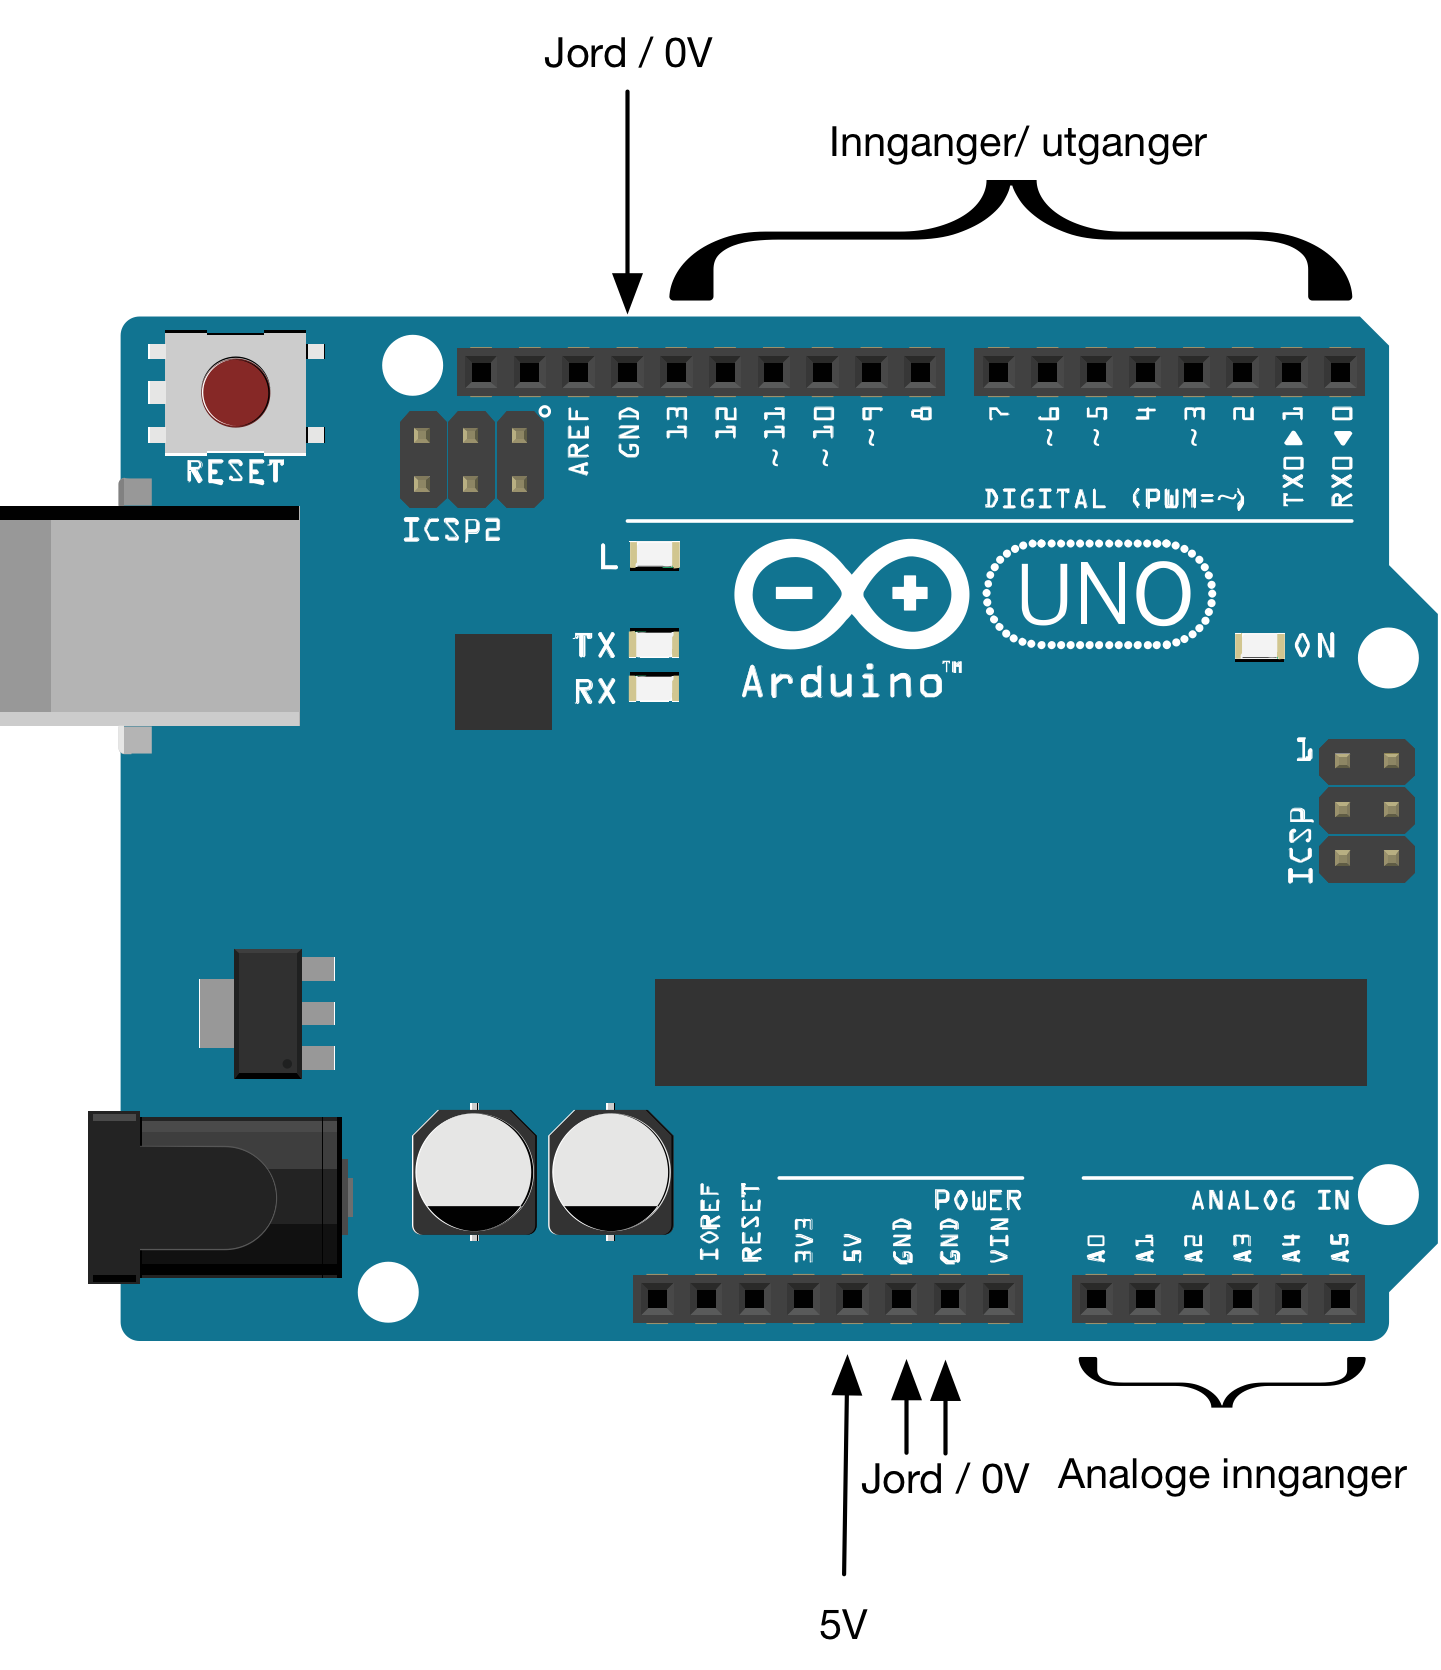 Jord / 0V
Innganger/ utganger
RESET
ICSP2
AREF
GND
13
12
~11
~10
~9
8
7
~6
~5
4
~3
2
TX0▶1
RX0◀0
DIGITAL (PWM=~)
L
TX
RX
Arduino™
UNO
ON
1
ICSP
IOREF
RESET
3V3
5V
GND
GND
VIN
POWER
ANALOG IN
A0
A1
A2
A3
A4
A5
Jord / 0V
Analoge innganger
5V